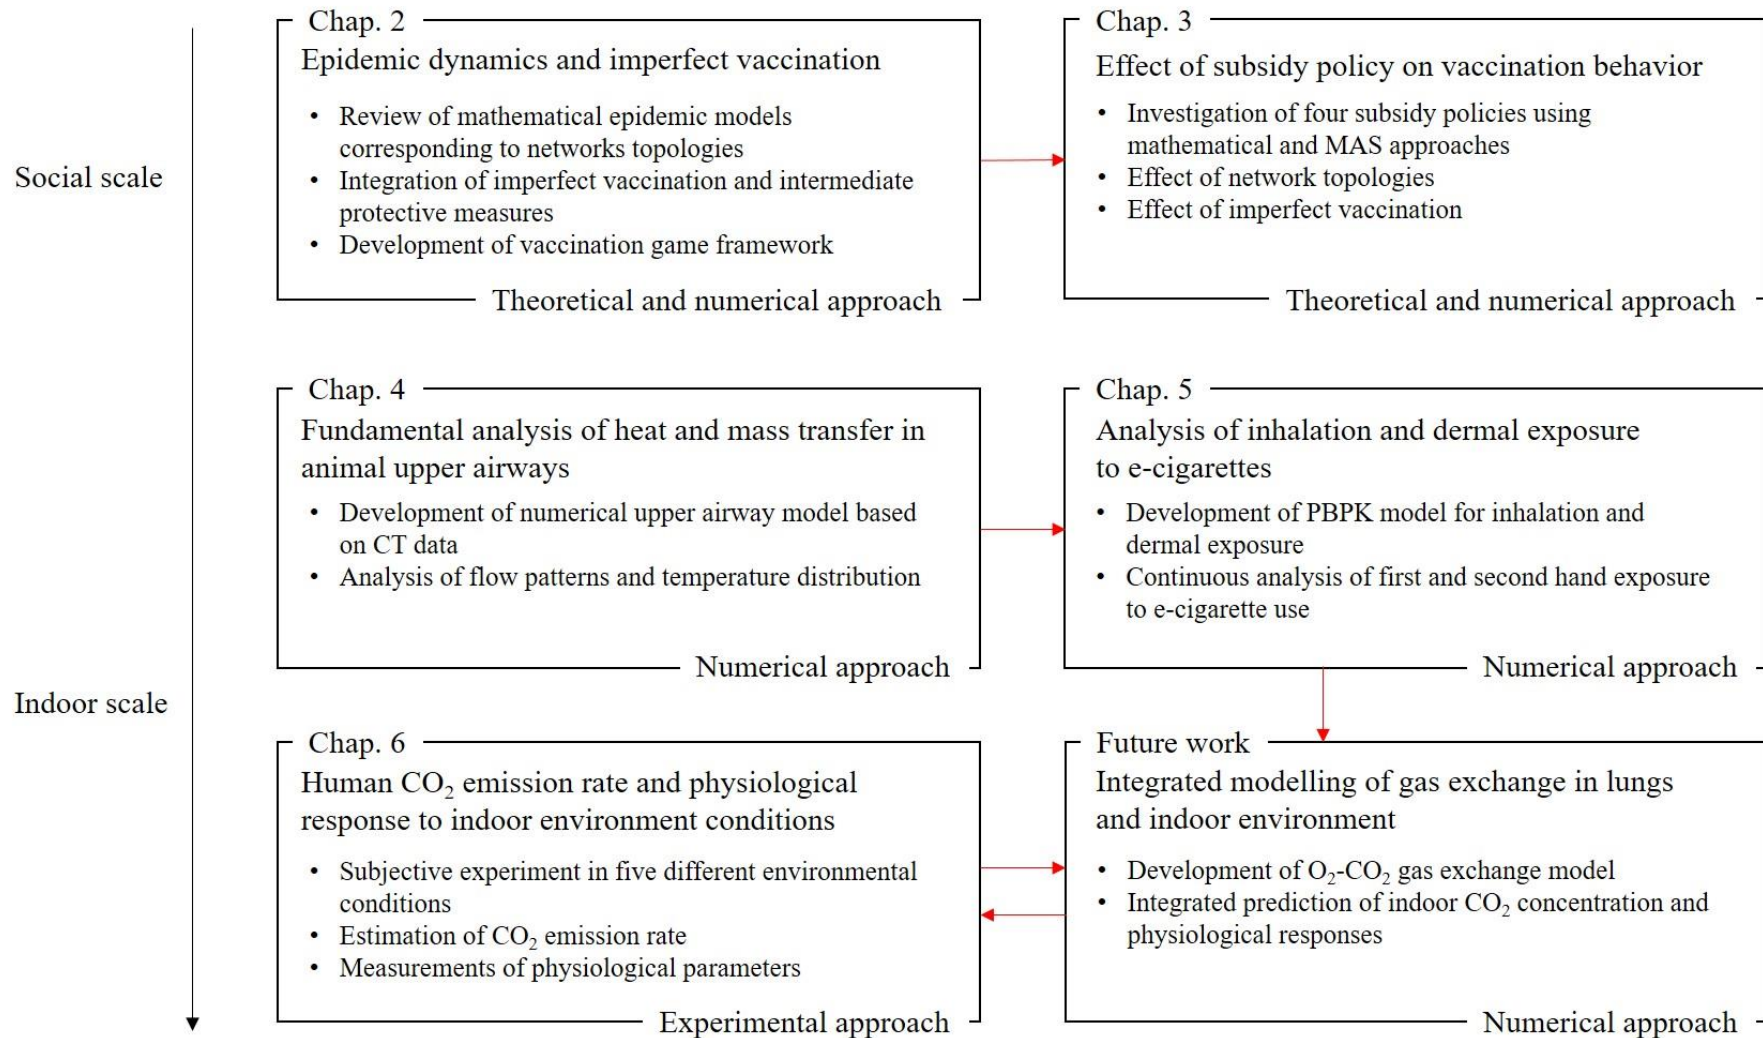 Social scale
Indoor scale
Chap. 2
Epidemic dynamics and imperfect vaccination
• Review of mathematical epidemic models
corresponding to networks topologies
• Integration of imperfect vaccination and intermediate
protective measures
• Development of vaccination game framework
Theoretical and numerical approach
Chap. 3
Effect of subsidy policy on vaccination behavior
• Investigation of four subsidy policies using
mathematical and MAS approaches
• Effect of network topologies
• Effect of imperfect vaccination
Theoretical and numerical approach
Chap. 4
Fundamental analysis of heat and mass transfer in
animal upper airways
• Development of numerical upper airway model based
on CT data
• Analysis of flow patterns and temperature distribution
Numerical approach
Chap. 5
Analysis of inhalation and dermal exposure
to e-cigarettes
• Development of PBPK model for inhalation and
dermal exposure
• Continuous analysis of first and second hand exposure
to e-cigarette use
Numerical approach
Chap. 6
Human CO₂ emission rate and physiological
response to indoor environment conditions
• Subjective experiment in five different environmental
conditions
• Estimation of CO₂ emission rate
• Measurements of physiological parameters
Experimental approach
Future work
Integrated modelling of gas exchange in lungs
and indoor environment
• Development of O₂-CO₂ gas exchange model
• Integrated prediction of indoor CO₂ concentration and
physiological responses
Numerical approach